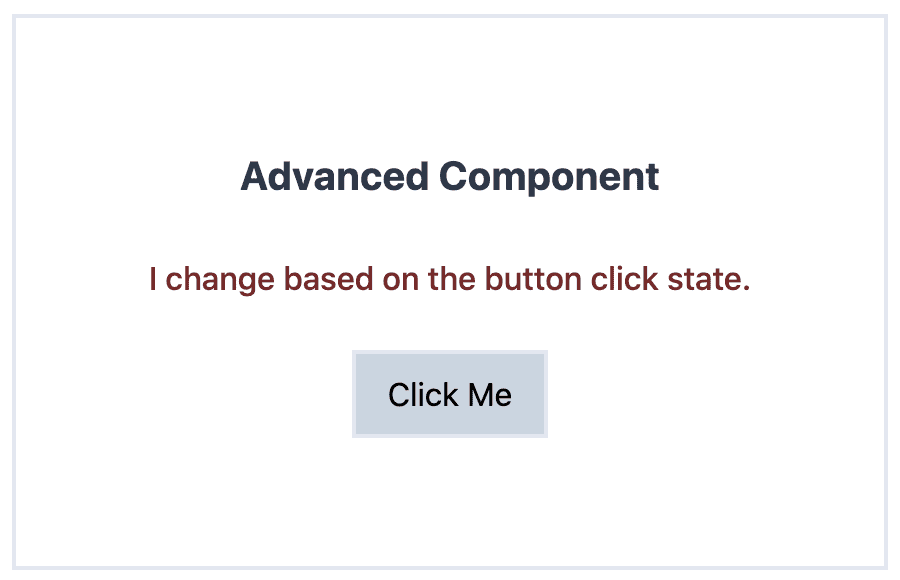 Advanced Component
I change based on the button click state.
Click Me